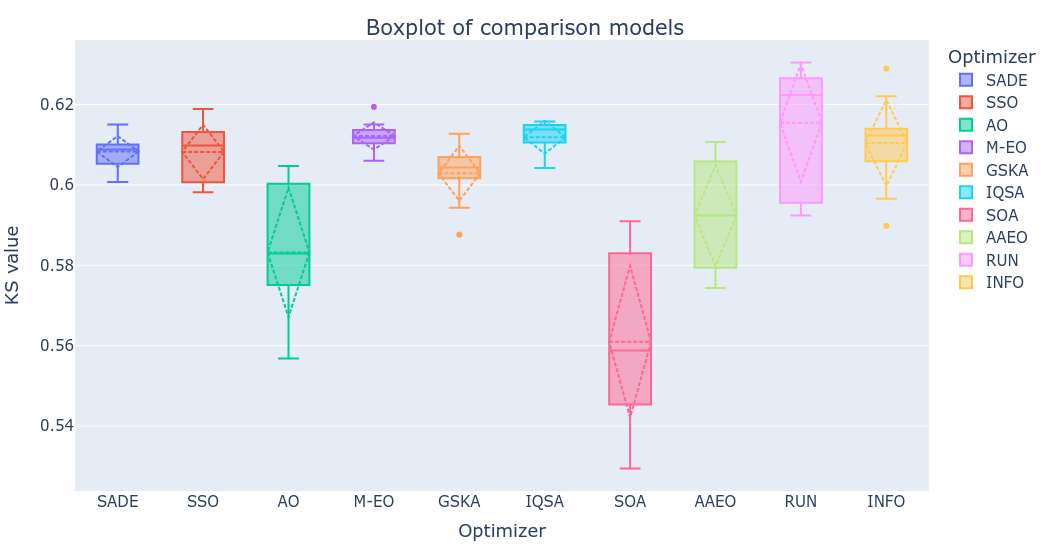 Boxplot of comparison models
KS value
0.62
0.6
0.58
0.56
0.54
SADE SSO AO M-EO GSKA IQSA SOA AAEO RUN INFO
Optimizer
Optimizer
SADE
SSO
AO
M-EO
GSKA
IQSA
SOA
AAEO
RUN
INFO